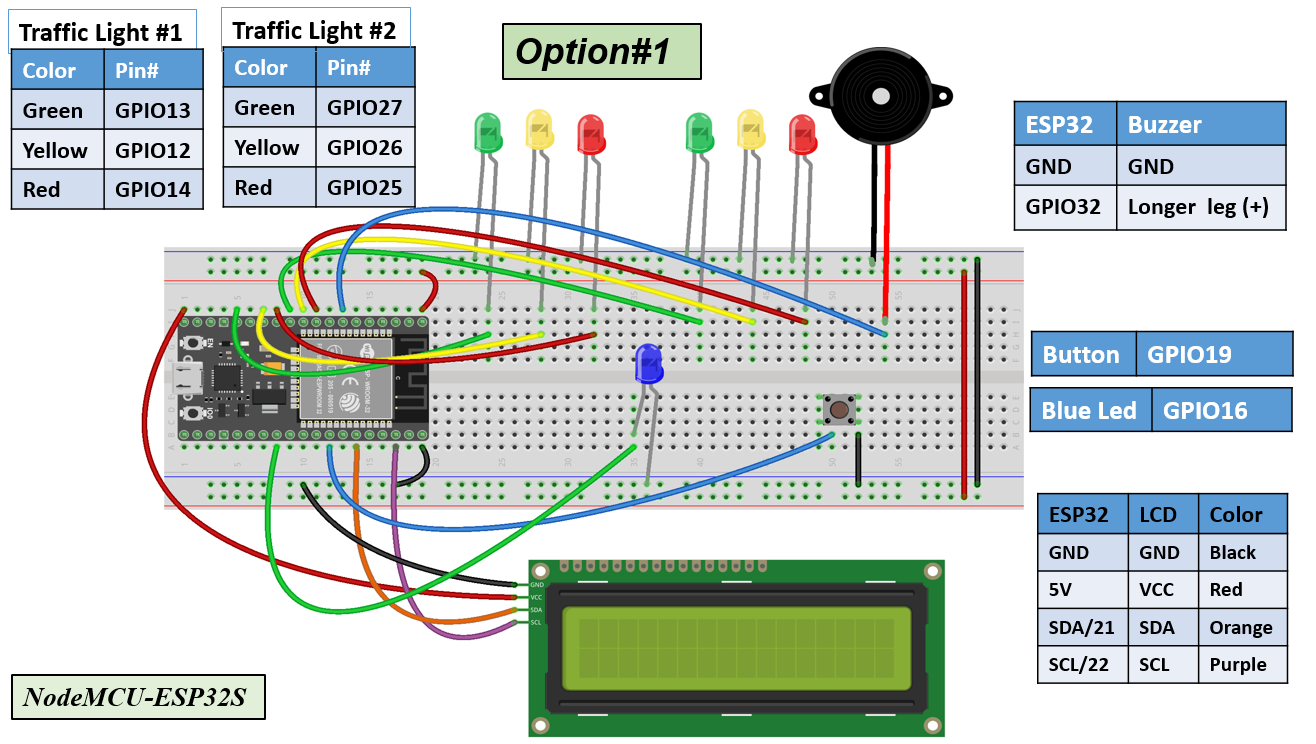 Traffic Light #1
Color Pin#
Green GPIO13
Yellow GPIO12
Red GPIO14
Traffic Light #2
Color Pin#
Green GPIO27
Yellow GPIO26
Red GPIO25
Option#1
ESP32 Buzzer
GND GND
GPIO32 Longer leg (+)
Button GPIO19
Blue Led GPIO16
ESP32 LCD Color
GND GND Black
5V VCC Red
SDA/21 SDA Orange
SCL/22 SCL Purple
GND
VCC
SDA
SCL
NodeMCU-ESP32S